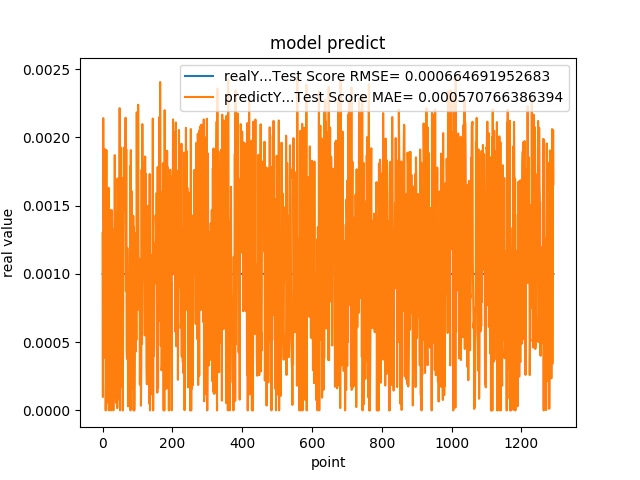 model predict
realY...Test Score RMSE= 0.000664691952683
predictY...Test Score MAE= 0.000570766386394
0.0025
0.0020
0.0015
0.0010
0.0005
0.0000
real value
0 200 400 600 800 1000 1200
point